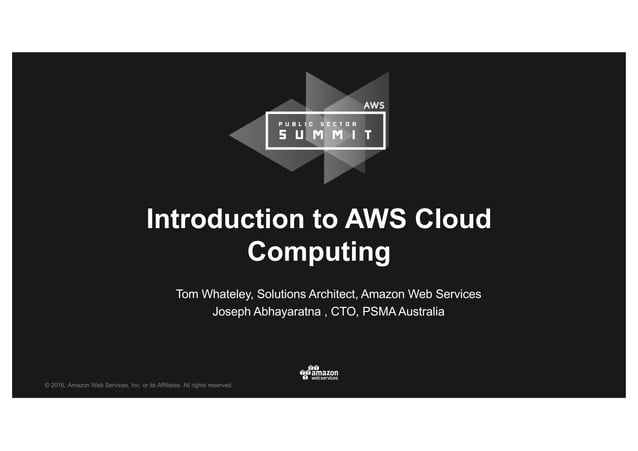 AWS
PUBLIC SECTOR
SUMMIT
Introduction to AWS Cloud
Computing
Tom Whateley, Solutions Architect, Amazon Web Services
Joseph Abhayaratna , CTO, PSMA Australia
amazon
web services
© 2016, Amazon Web Services, Inc. or its Affiliates. All rights reserved.